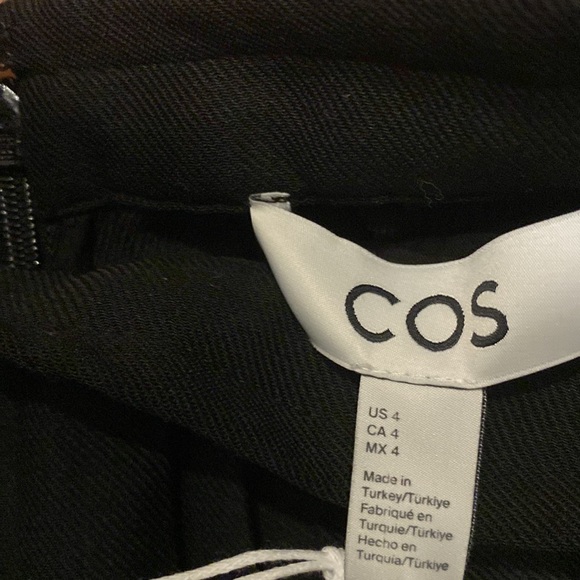 COS
US 4
CA 4
MX 4
Made in
Turkey/Türkiye
Fabriqué en
Turquie/Türkiye
Hecho en
Turquía/Türkiye